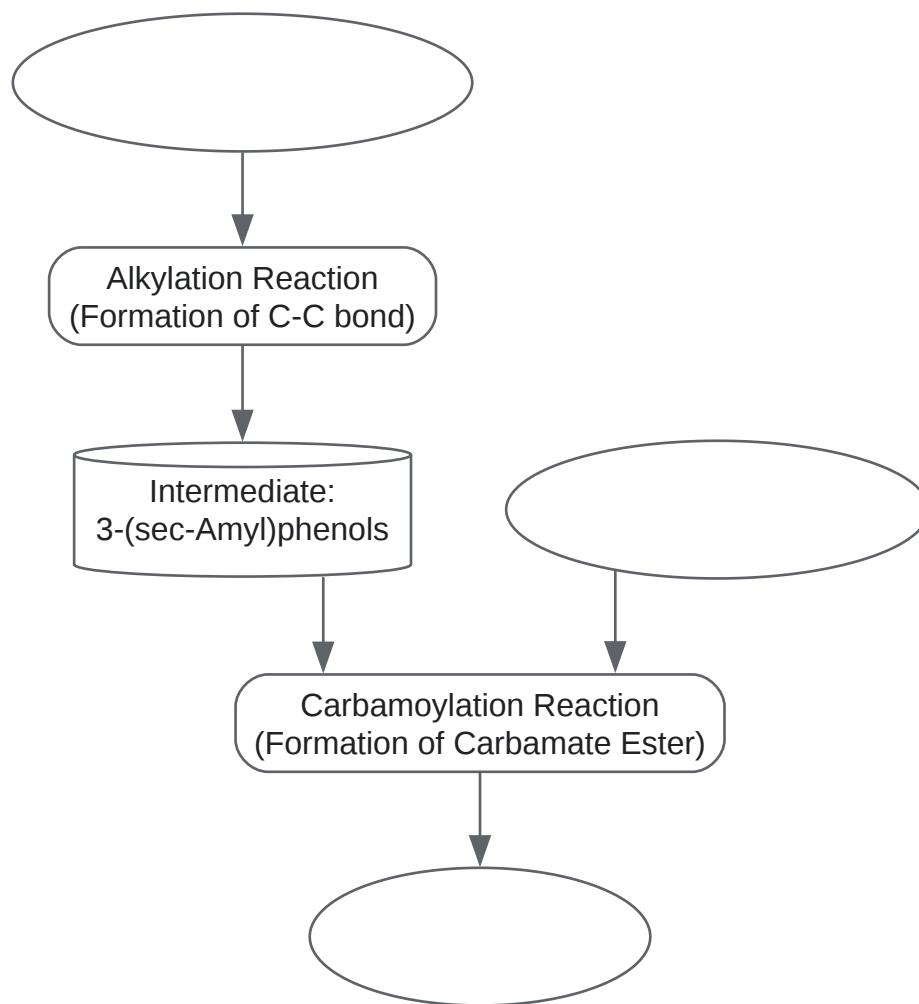 Alkylation Reaction
(Formation of C-C bond)
Intermediate:
3-(sec-Amyl)phenols
Carbamoylation Reaction
(Formation of Carbamate Ester)